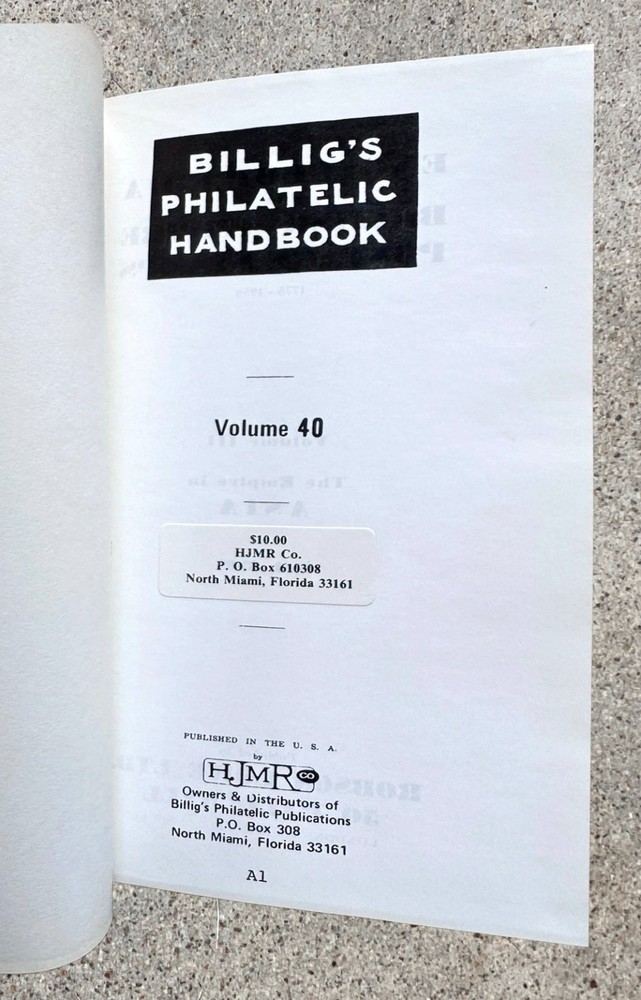 BILLIG'S
PHILATELIC
HANDBOOK
Volume 40
$10.00
HJMR Co.
P. O. Box 610308
North Miami, Florida 33161
PUBLISHED IN THE U. S. A.
by
HJMR CO
Owners & Distributors of
Billig's Philatelic Publications
P.O. Box 308
North Miami, Florida 33161
A1